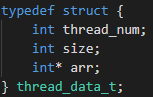 typedef struct {
    int thread_num;
    int size;
    int* arr;
} thread_data_t;